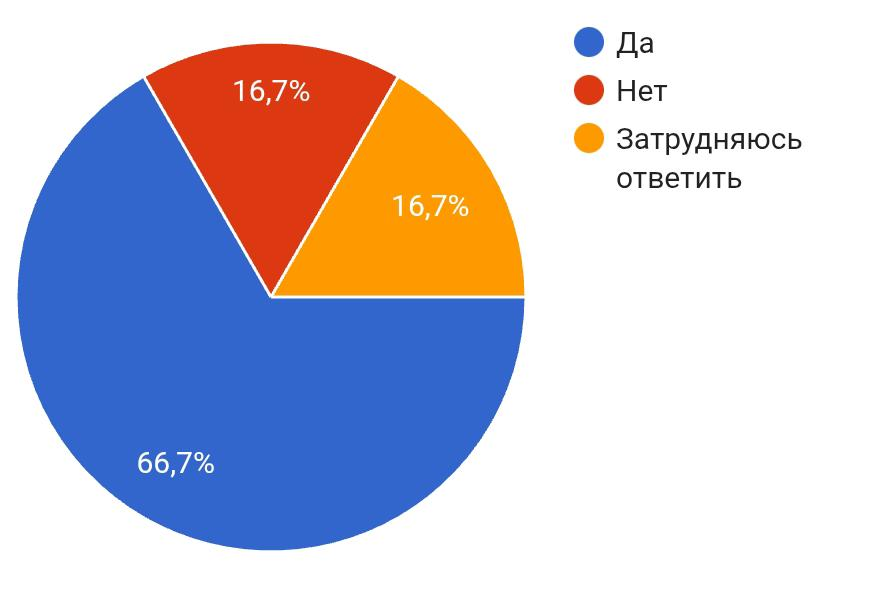 Да
Нет
Затрудняюсь
ответить
16,7%
16,7%
66,7%